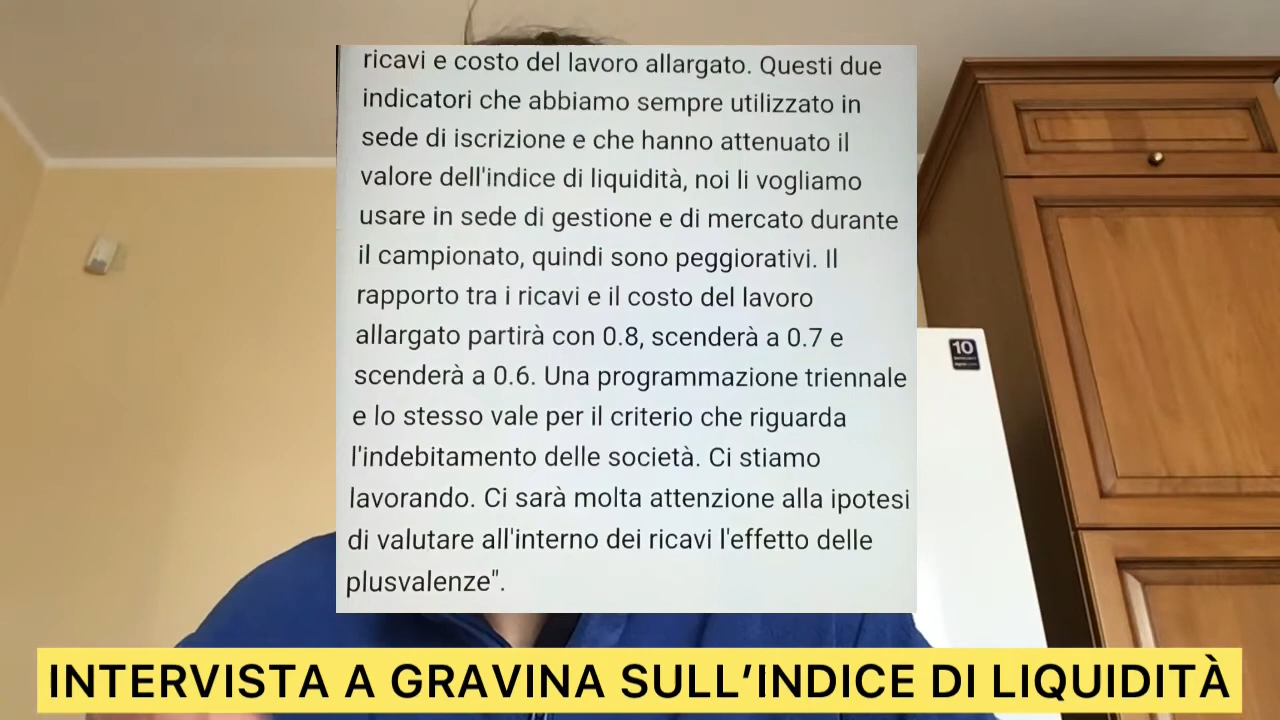 ricavi e costo del lavoro allargato. Questi due
indicatori che abbiamo sempre utilizzato in
sede di iscrizione e che hanno attenuato il
valore dell'indice di liquidità, noi li vogliamo
usare in sede di gestione e di mercato durante
il campionato, quindi sono peggiorativi. Il
rapporto tra i ricavi e il costo del lavoro
allargato partirà con 0.8, scenderà a 0.7 e
scenderà a 0.6. Una programmazione triennale
e lo stesso vale per il criterio che riguarda
l'indebitamento delle società. Ci stiamo
lavorando. Ci sarà molta attenzione alla ipotesi
di valutare all'interno dei ricavi l'effetto delle
plusvalenze".
10
INTERVISTA A GRAVINA SULL’INDICE DI LIQUIDITÀ